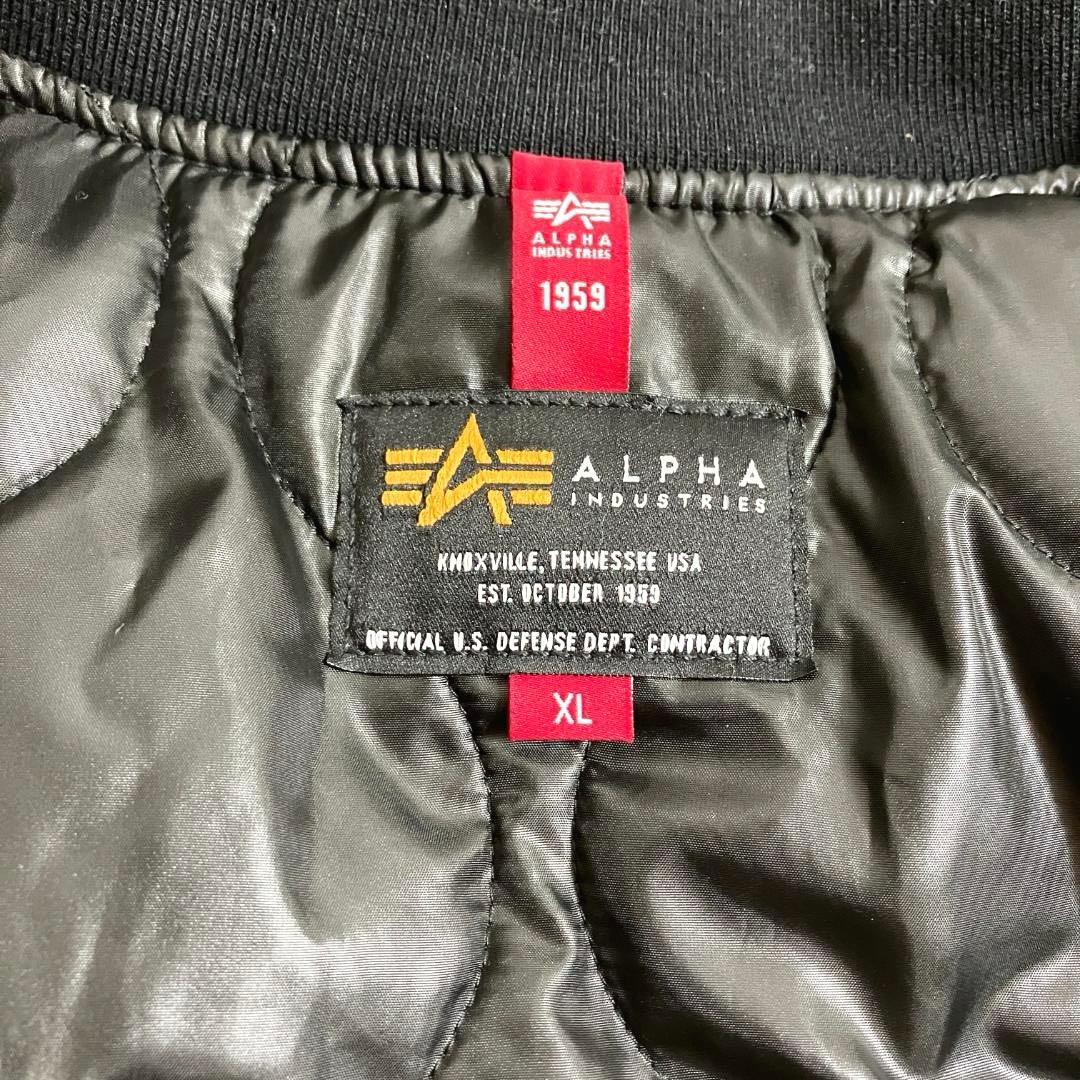 ALPHA
INDUSTRIES
1959
ALPHA
INDUSTRIES
KNOXVILLE, TENNESSEE USA
EST. OCTOBER 1959
OFFICIAL U.S. DEFENSE DEPT. CONTRACTOR
XL